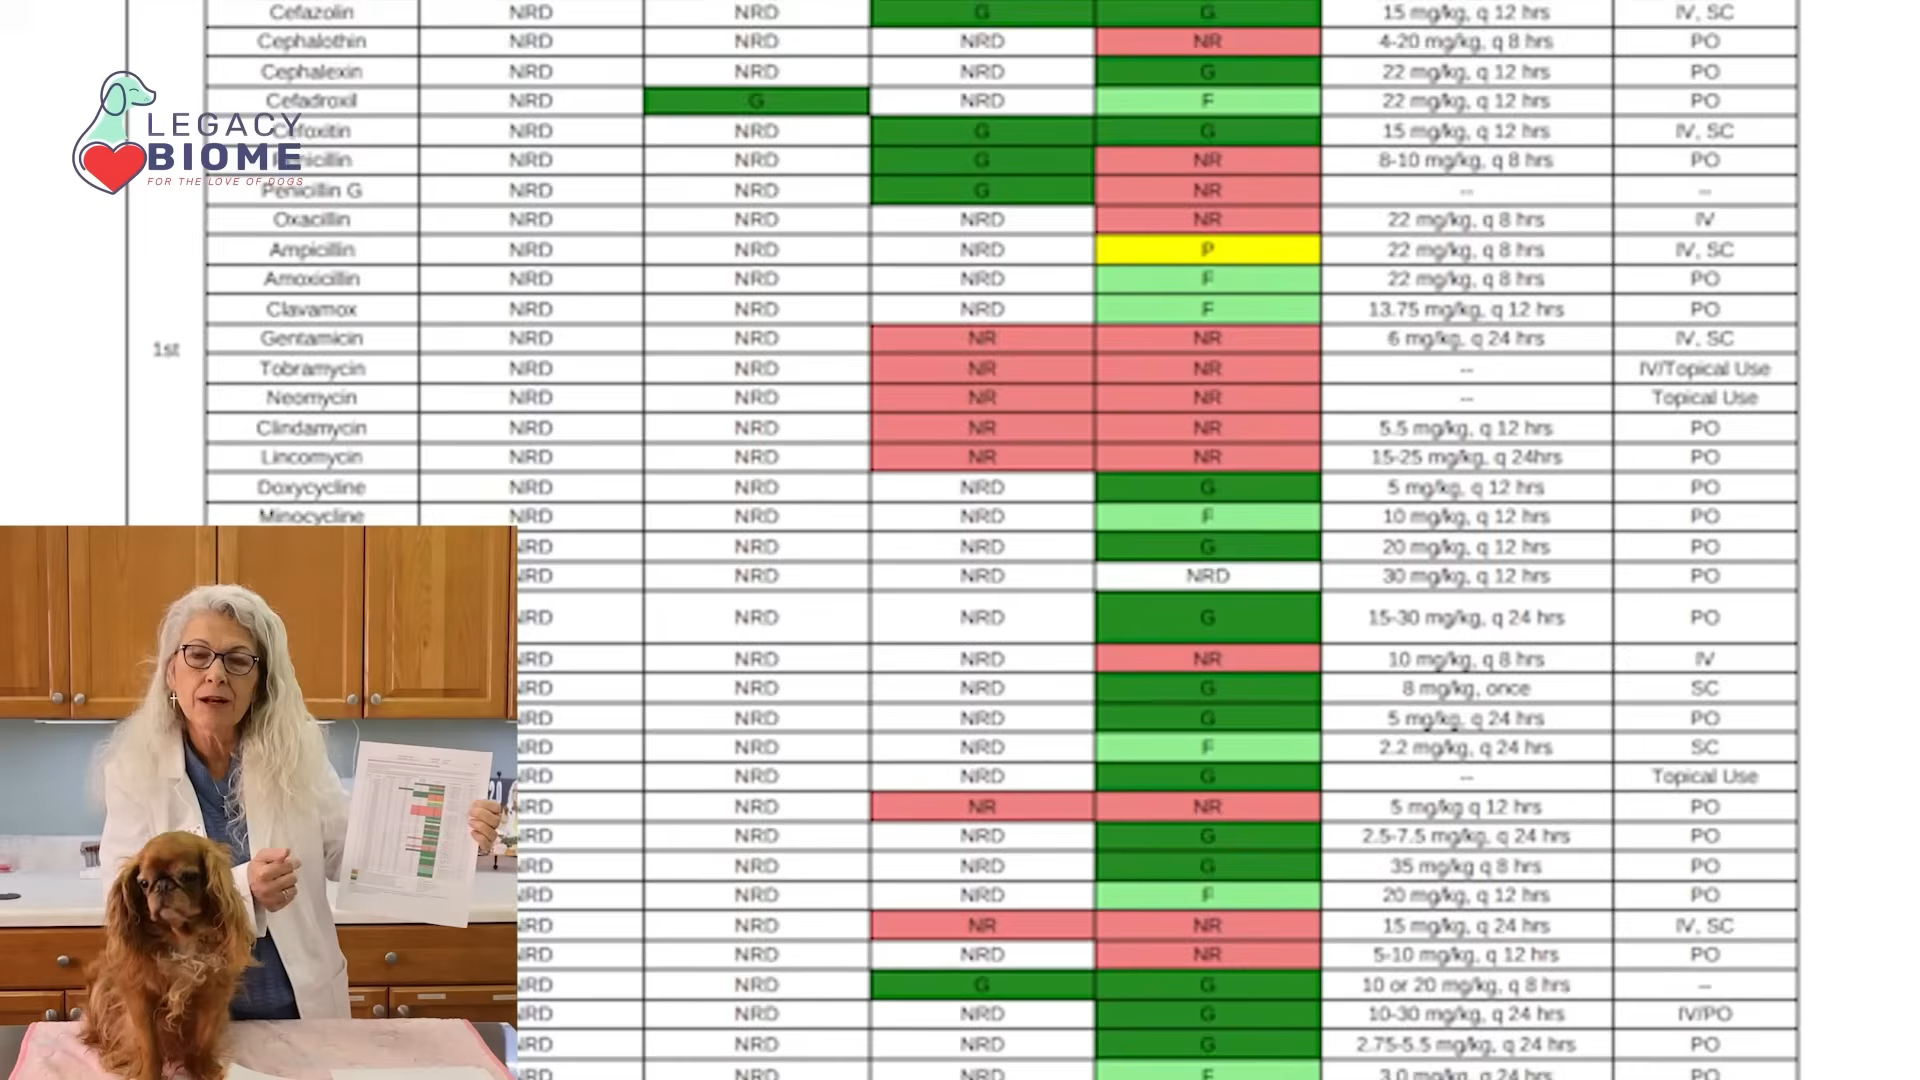 Cefazolin NRD NRD G G 15 mg/kg, q 12 hrs IV, SC
Cephalothin NRD NRD NRD NR 4-20 mg/kg, q 8 hrs PO
Cephalexin NRD NRD NRD G 22 mg/kg, q 12 hrs PO
Cefadroxil NRD G NRD F 22 mg/kg, q 12 hrs PO
LEGACY
BIOME
FOR THE LOVE OF DOGS
Cefoxitin NRD NRD G G 15 mg/kg, q 12 hrs IV, SC
NRD NRD G NR 8-10 mg/kg, q 8 hrs PO
Penicillin G NRD NRD G NR -- --
Oxacillin NRD NRD NRD NR 22 mg/kg, q 8 hrs IV
Ampicillin NRD NRD NRD P 22 mg/kg, q 8 hrs IV, SC
Amoxicillin NRD NRD NRD F 22 mg/kg, q 8 hrs PO
Clavamox NRD NRD NRD F 13.75 mg/kg, q 12 hrs PO
1st
Gentamicin NRD NRD NR NR 6 mg/kg, q 24 hrs IV, SC
Tobramycin NRD NRD NR NR -- IV/Topical Use
Neomycin NRD NRD NR NR -- Topical Use
Clindamycin NRD NRD NR NR 5.5 mg/kg, q 12 hrs PO
Lincomycin NRD NRD NR NR 15-25 mg/kg, q 24hrs PO
Doxycycline NRD NRD NRD G 5 mg/kg, q 12 hrs PO
Minocycline NRD NRD NRD F 10 mg/kg, q 12 hrs PO
NRD NRD NRD G 20 mg/kg, q 12 hrs PO
NRD NRD NRD NRD 30 mg/kg, q 12 hrs PO
NRD NRD NRD G 15-30 mg/kg, q 24 hrs PO
NRD NRD NRD NR 10 mg/kg, q 8 hrs IV
NRD NRD NRD G 8 mg/kg, once SC
NRD NRD NRD G 5 mg/kg, q 24 hrs PO
NRD NRD NRD F 2.2 mg/kg, q 24 hrs SC
NRD NRD NRD G -- Topical Use
NRD NRD NR NR 5 mg/kg q 12 hrs PO
NRD NRD NRD G 2.5-7.5 mg/kg, q 24 hrs PO
NRD NRD NRD G 35 mg/kg q 8 hrs PO
NRD NRD NRD F 20 mg/kg, q 12 hrs PO
NRD NRD NR NR 15 mg/kg, q 24 hrs IV, SC
NRD NRD NRD NR 5-10 mg/kg, q 12 hrs PO
NRD NRD G G 10 or 20 mg/kg, q 8 hrs --
NRD NRD NRD G 10-30 mg/kg, q 24 hrs IV/PO
NRD NRD NRD G 2.75-5.5 mg/kg, q 24 hrs PO
NRD NRD NRD F 3.0 mg/kg, q 24 hrs PO